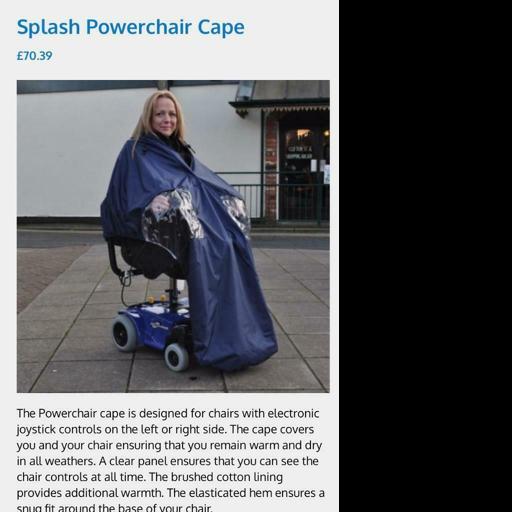 Splash Powerchair Cape
£70.39
The Powerchair cape is designed for chairs with electronic
joystick controls on the left or right side. The cape covers
you and your chair ensuring that you remain warm and dry
in all weathers. A clear panel ensures that you can see the
chair controls at all time. The brushed cotton lining
provides additional warmth. The elasticated hem ensures a
snug fit around the base of your chair.